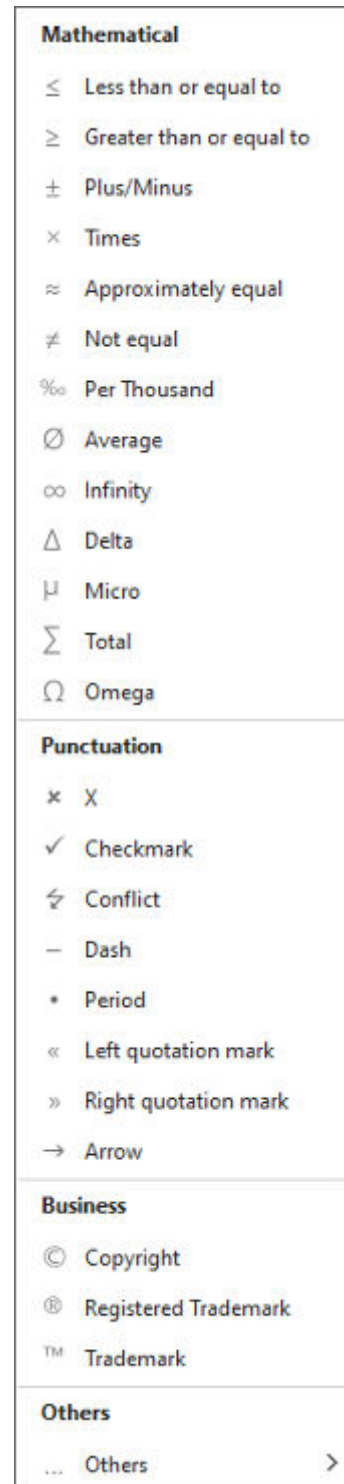 Mathematical
≤ Less than or equal to
≥ Greater than or equal to
± Plus/Minus
× Times
≈ Approximately equal
≠ Not equal
‰ Per Thousand
∅ Average
∞ Infinity
Δ Delta
µ Micro
∑ Total
Ω Omega
Punctuation
× X
✓ Checkmark
↯ Conflict
– Dash
• Period
« Left quotation mark
» Right quotation mark
→ Arrow
Business
© Copyright
® Registered Trademark
™ Trademark
Others
... Others >